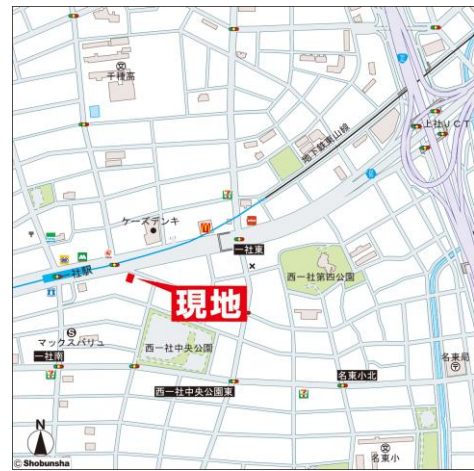 千種高
上社JCT
地下鉄東山線
ケーズデンキ
一社東
一社駅
西一社第四公園
現地
マックスバリュ
一社南
西一社中央公園
西一社中央公園東
名東小北
名東局
名東小
N
© Shobunsha